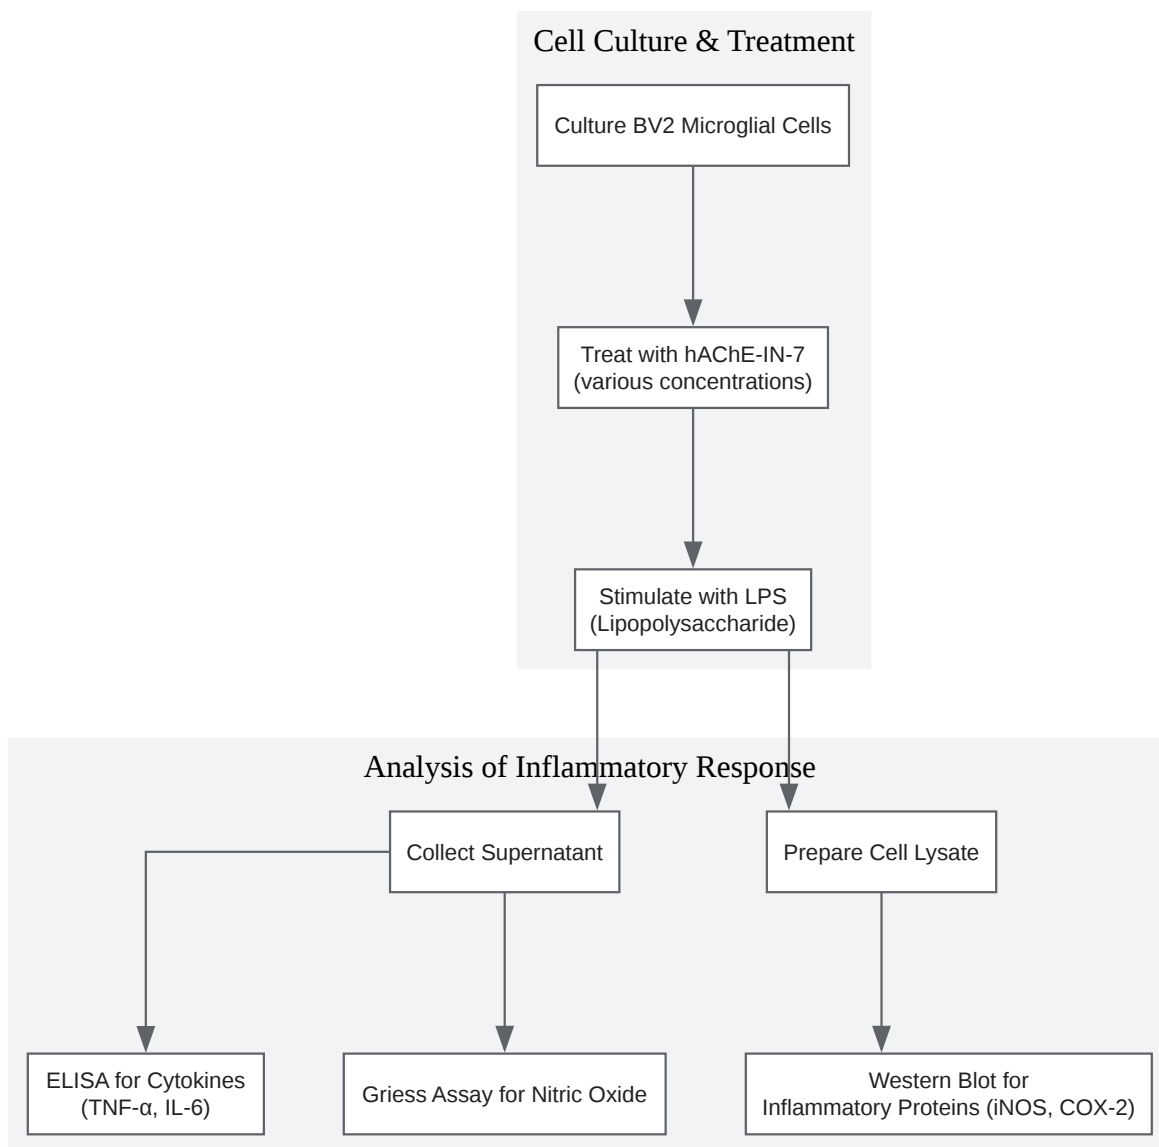 Cell Culture & Treatment
Culture BV2 Microglial Cells
Treat with hAChE-IN-7
(various concentrations)
Stimulate with LPS
(Lipopolysaccharide)
Analysis of Inflammatory Response
Collect Supernatant
Prepare Cell Lysate
ELISA for Cytokines
(TNF-α, IL-6)
Griess Assay for Nitric Oxide
Western Blot for
Inflammatory Proteins (iNOS, COX-2)